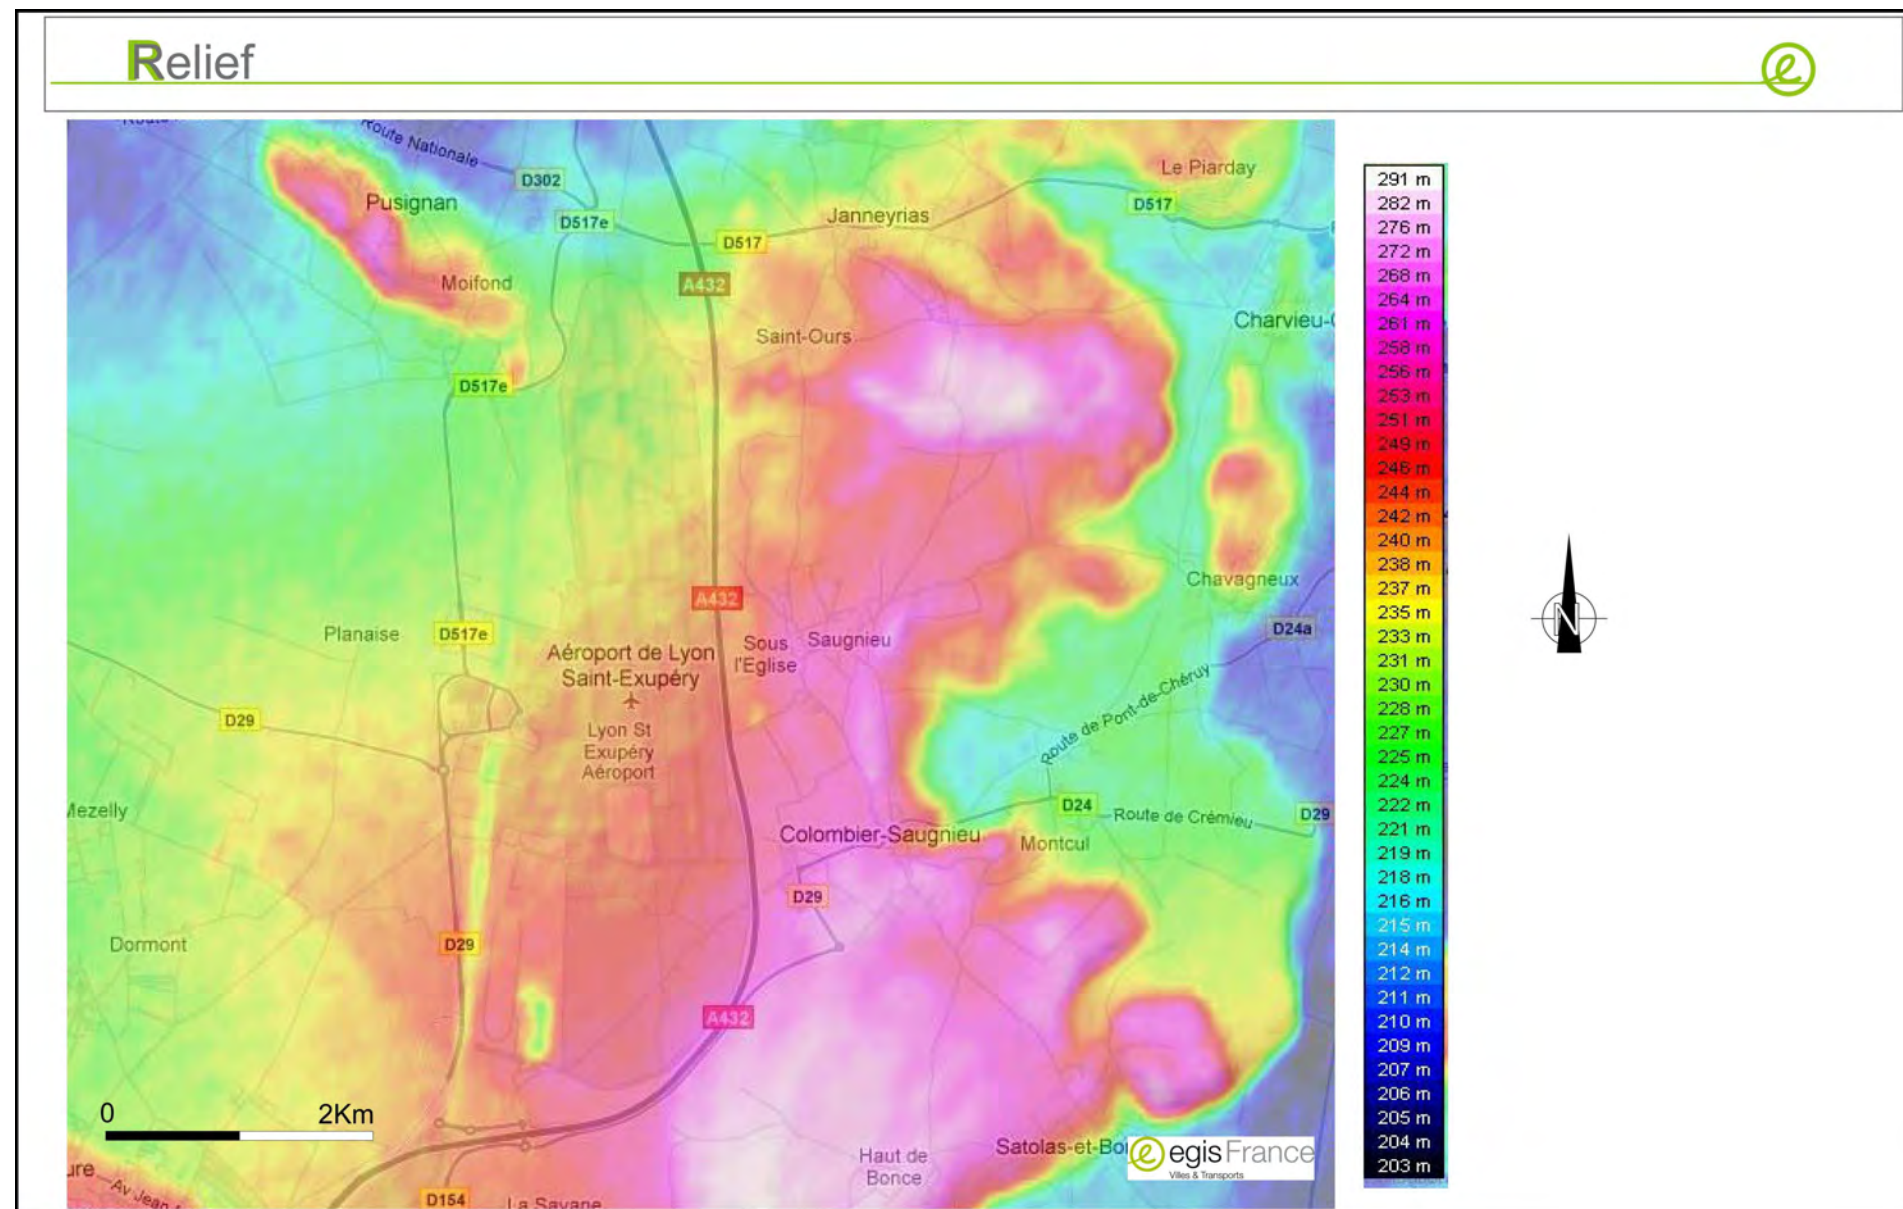 Relief
Route Nationale
D302
Pusignan
D517e
Le Piarday
D517
Janneyrias
D517
Moifond
A432
Charvieu-
Saint-Ours
D517e
A432
Chavagneux
D24a
Planaise
D517e
Aéroport de Lyon
Saint-Exupéry
Sous
l'Eglise
Saugnieu
Route de Pont-de-Chéruy
D29
Lyon St
Exupéry
Aéroport
Mezelly
D24
Route de Crémieu
D29
Colombier-Saugnieu
Montcul
D29
Dormont
D29
A432
0 2Km
Haut de
Bonce
Satolas-et-Bon
ure
Av Jean
D154
La Savane
egisFrance
Villes & Transports
291 m
282 m
276 m
272 m
268 m
264 m
261 m
258 m
256 m
253 m
251 m
249 m
246 m
244 m
242 m
240 m
238 m
237 m
235 m
233 m
231 m
230 m
228 m
227 m
225 m
224 m
222 m
221 m
219 m
218 m
216 m
215 m
214 m
212 m
211 m
210 m
209 m
207 m
206 m
205 m
204 m
203 m
N